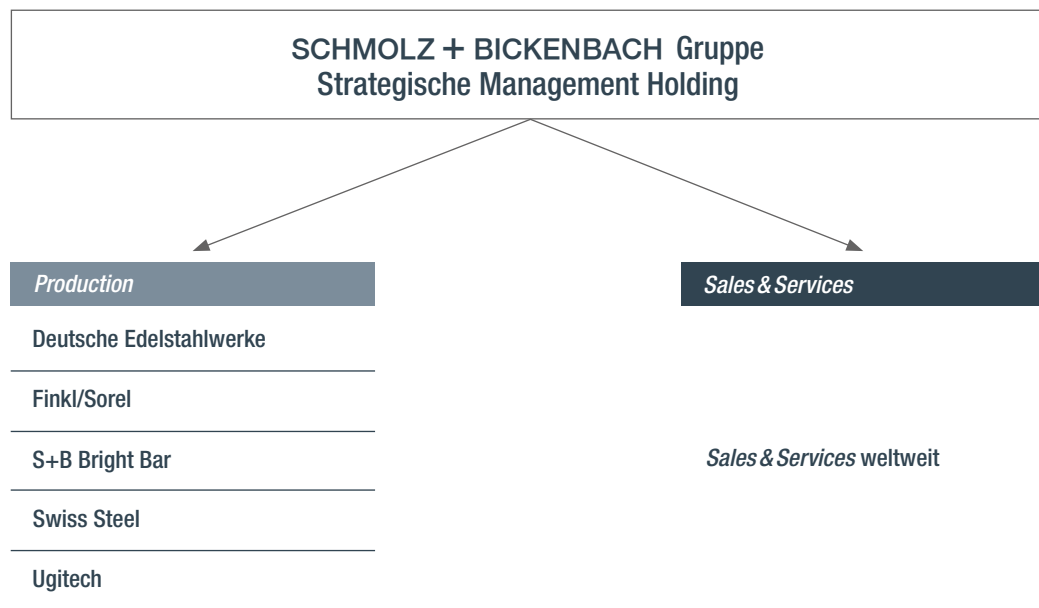 SCHMOLZ + BICKENBACH Gruppe
Strategische Management Holding
Production
Deutsche Edelstahlwerke
Finkl/Sorel
S+B Bright Bar
Swiss Steel
Ugitech
Sales & Services
Sales & Services weltweit